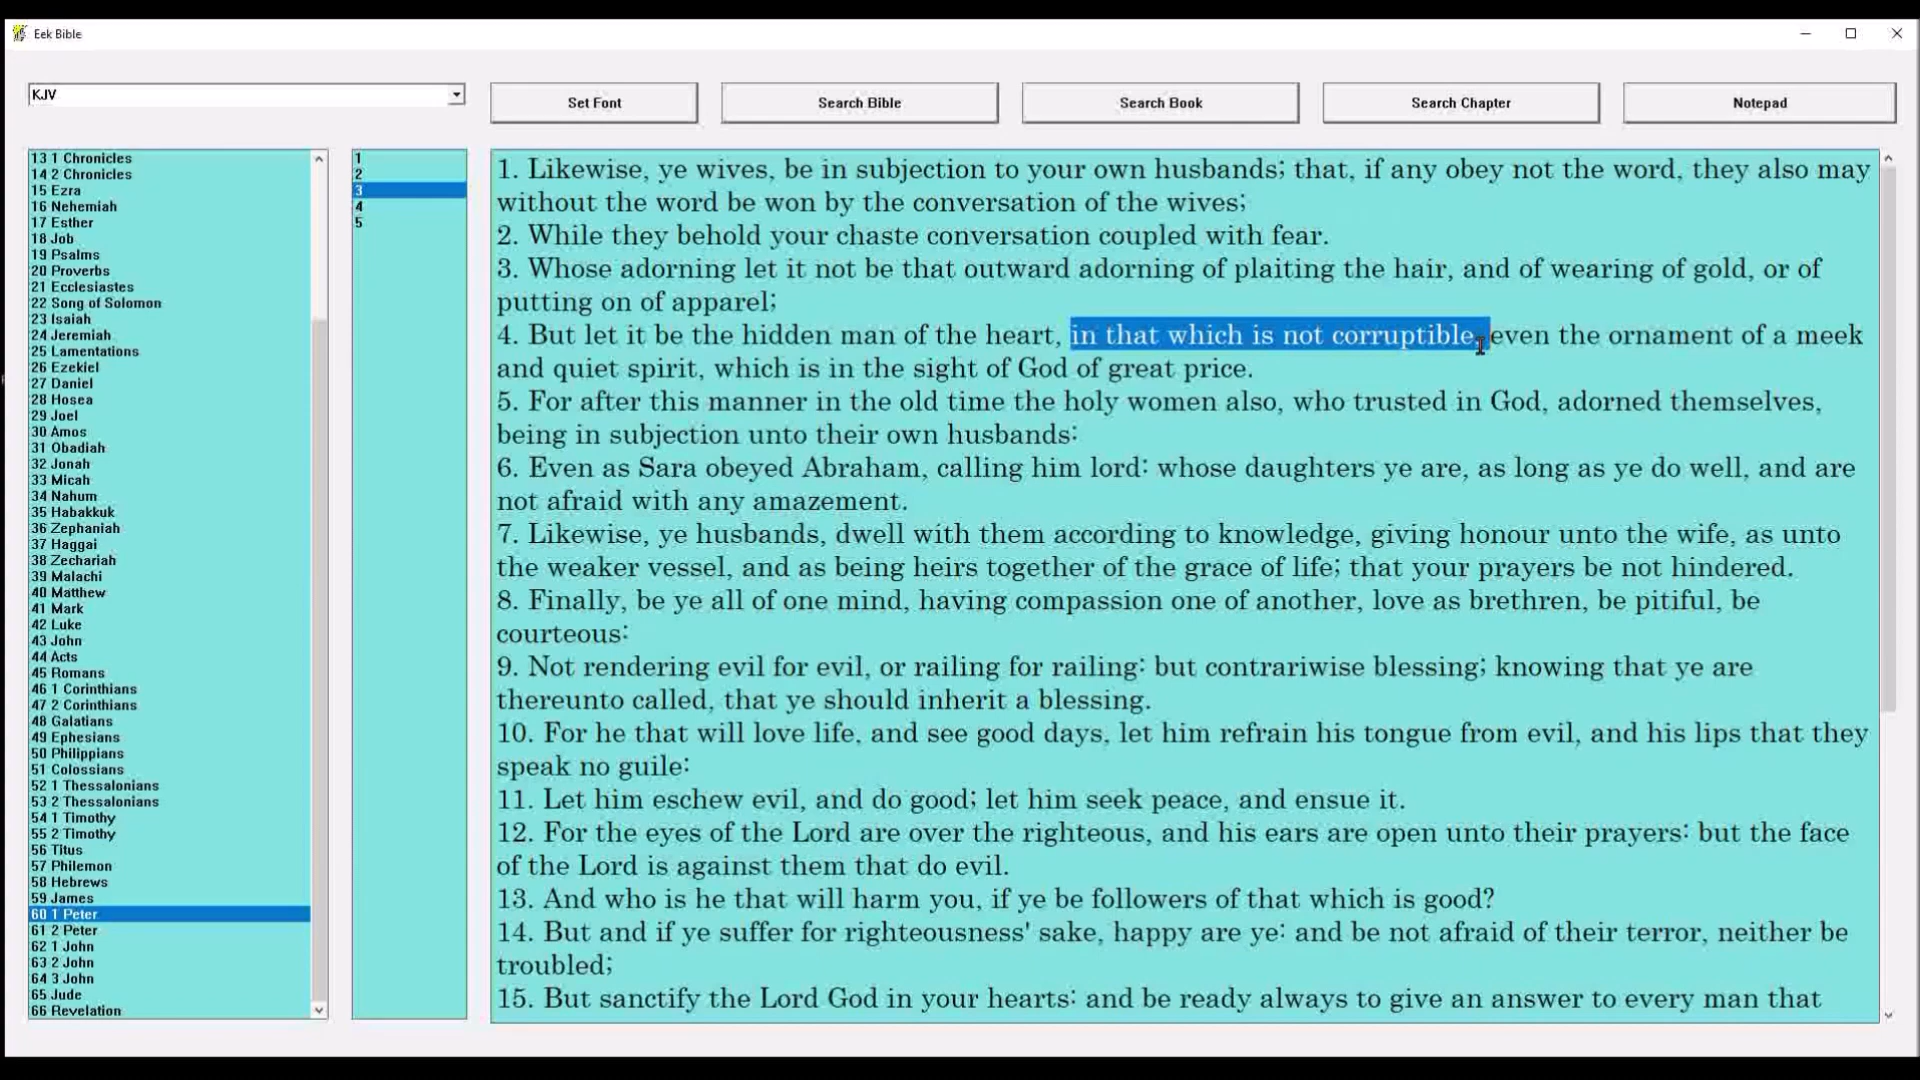 Eek Bible
KJV
Set Font
Search Bible
Search Book
Search Chapter
Notepad
13 1 Chronicles
14 2 Chronicles
15 Ezra
16 Nehemiah
17 Esther
18 Job
19 Psalms
20 Proverbs
21 Ecclesiastes
22 Song of Solomon
23 Isaiah
24 Jeremiah
25 Lamentations
26 Ezekiel
27 Daniel
28 Hosea
29 Joel
30 Amos
31 Obadiah
32 Jonah
33 Micah
34 Nahum
35 Habakkuk
36 Zephaniah
37 Haggai
38 Zechariah
39 Malachi
40 Matthew
41 Mark
42 Luke
43 John
44 Acts
45 Romans
46 1 Corinthians
47 2 Corinthians
48 Galatians
49 Ephesians
50 Philippians
51 Colossians
52 1 Thessalonians
53 2 Thessalonians
54 1 Timothy
55 2 Timothy
56 Titus
57 Philemon
58 Hebrews
59 James
60 1 Peter
61 2 Peter
62 1 John
63 2 John
64 3 John
65 Jude
66 Revelation
1
2
3
4
5
1. Likewise, ye wives, be in subjection to your own husbands; that, if any obey not the word, they also may
without the word be won by the conversation of the wives;
2. While they behold your chaste conversation coupled with fear.
3. Whose adorning let it not be that outward adorning of plaiting the hair, and of wearing of gold, or of
putting on of apparel;
4. But let it be the hidden man of the heart, in that which is not corruptible, even the ornament of a meek
and quiet spirit, which is in the sight of God of great price.
5. For after this manner in the old time the holy women also, who trusted in God, adorned themselves,
being in subjection unto their own husbands:
6. Even as Sara obeyed Abraham, calling him lord: whose daughters ye are, as long as ye do well, and are
not afraid with any amazement.
7. Likewise, ye husbands, dwell with them according to knowledge, giving honour unto the wife, as unto
the weaker vessel, and as being heirs together of the grace of life; that your prayers be not hindered.
8. Finally, be ye all of one mind, having compassion one of another, love as brethren, be pitiful, be
courteous:
9. Not rendering evil for evil, or railing for railing: but contrariwise blessing; knowing that ye are
thereunto called, that ye should inherit a blessing.
10. For he that will love life, and see good days, let him refrain his tongue from evil, and his lips that they
speak no guile:
11. Let him eschew evil, and do good; let him seek peace, and ensue it.
12. For the eyes of the Lord are over the righteous, and his ears are open unto their prayers: but the face
of the Lord is against them that do evil.
13. And who is he that will harm you, if ye be followers of that which is good?
14. But and if ye suffer for righteousness' sake, happy are ye: and be not afraid of their terror, neither be
troubled;
15. But sanctify the Lord God in your hearts: and be ready always to give an answer to every man that